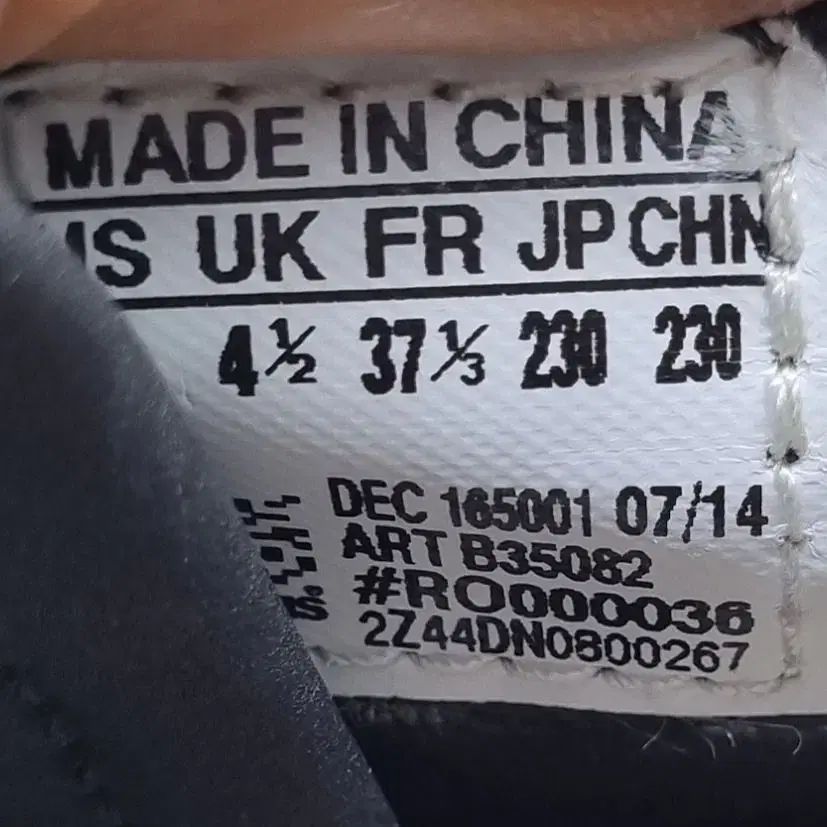 MADE IN CHINA
US UK FR JP CHN
4½ 37⅓ 230 230
DEC 165001 07/14
ART B35082
#RO000036
2Z44DN0800267